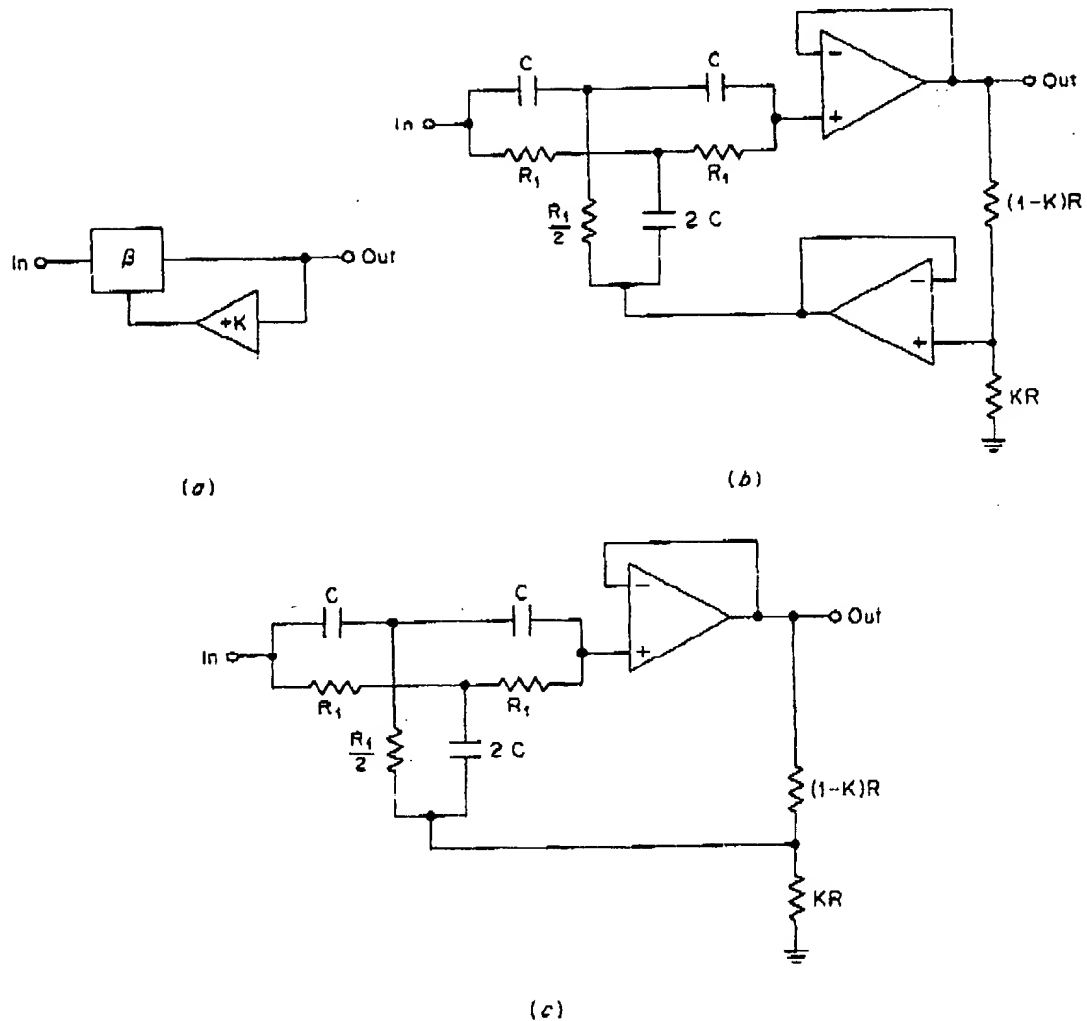 C
C
In
R₁
R₁
R₁/2
2 C
−
+
Out
(1-K)R
−
+
KR
In
β
+K
Out
(a)
(b)
C
C
In
R₁
R₁
R₁/2
2 C
−
+
Out
(1-K)R
KR
(c)